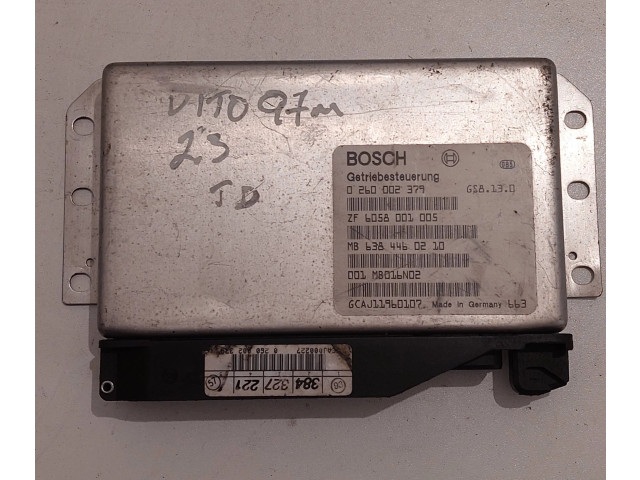 VITO 97m
2.3
TD
BOSCH
DBS
Getriebesteuerung
0 260 002 379 GS8.13.0
ZF 6058 001 005
MB 638 446 02 10
001 MB016N02
GCAJ11960107 Made in Germany 663
384 327 221